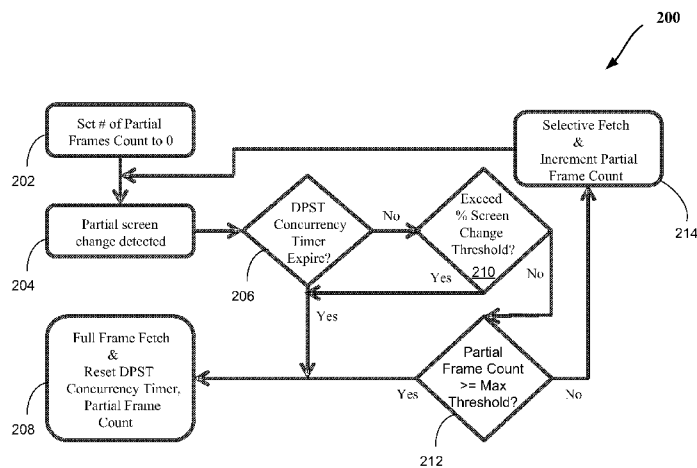 200
Set # of Partial
Frames Count to 0
202
Selective Fetch
&
Increment Partial
Frame Count
214
Partial screen
change detected
204
DPST
Concurrency
Timer
Expire?
206
No
Exceed
% Screen
Change
Threshold?
210
Yes
No
Yes
Full Frame Fetch
&
Reset DPST
Concurrency Timer,
Partial Frame
Count
208
Partial
Frame Count
>= Max
Threshold?
212
Yes
No